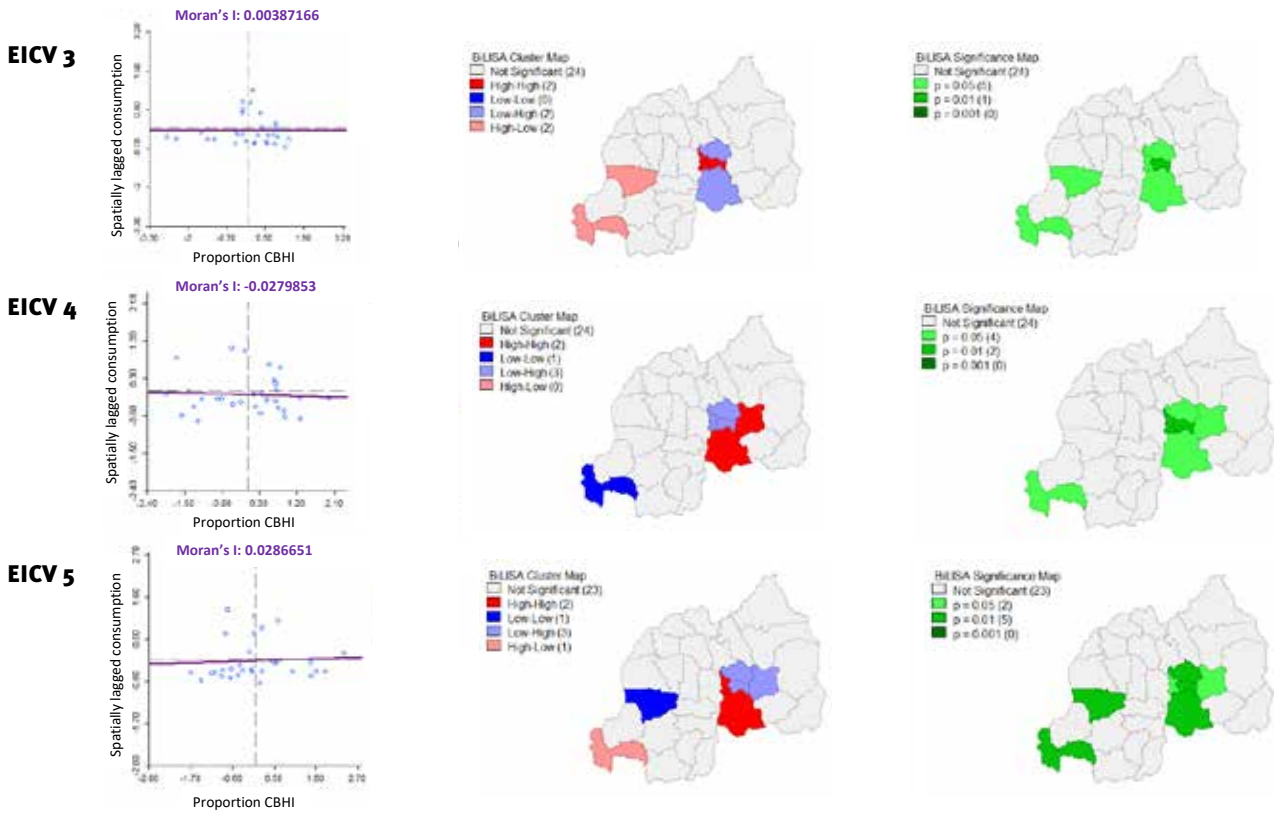 EICV 3
Moran's I: 0.00387166
Spatially lagged consumption
Proportion CBHI
BiLISA Cluster Map
Not Significant (24)
High-High (2)
Low-Low (0)
Low-High (2)
High-Low (2)
BiLISA Significance Map
Not Significant (24)
p = 0.05 (5)
p = 0.01 (1)
p = 0.001 (0)
EICV 4
Moran's I: -0.0279853
Spatially lagged consumption
Proportion CBHI
BiLISA Cluster Map
Not Significant (24)
High-High (2)
Low-Low (1)
Low-High (3)
High-Low (0)
BiLISA Significance Map
Not Significant (24)
p = 0.05 (4)
p = 0.01 (2)
p = 0.001 (0)
EICV 5
Moran's I: 0.0286651
Spatially lagged consumption
Proportion CBHI
BiLISA Cluster Map
Not Significant (23)
High-High (2)
Low-Low (1)
Low-High (3)
High-Low (1)
BiLISA Significance Map
Not Significant (23)
p = 0.05 (2)
p = 0.01 (5)
p = 0.001 (0)